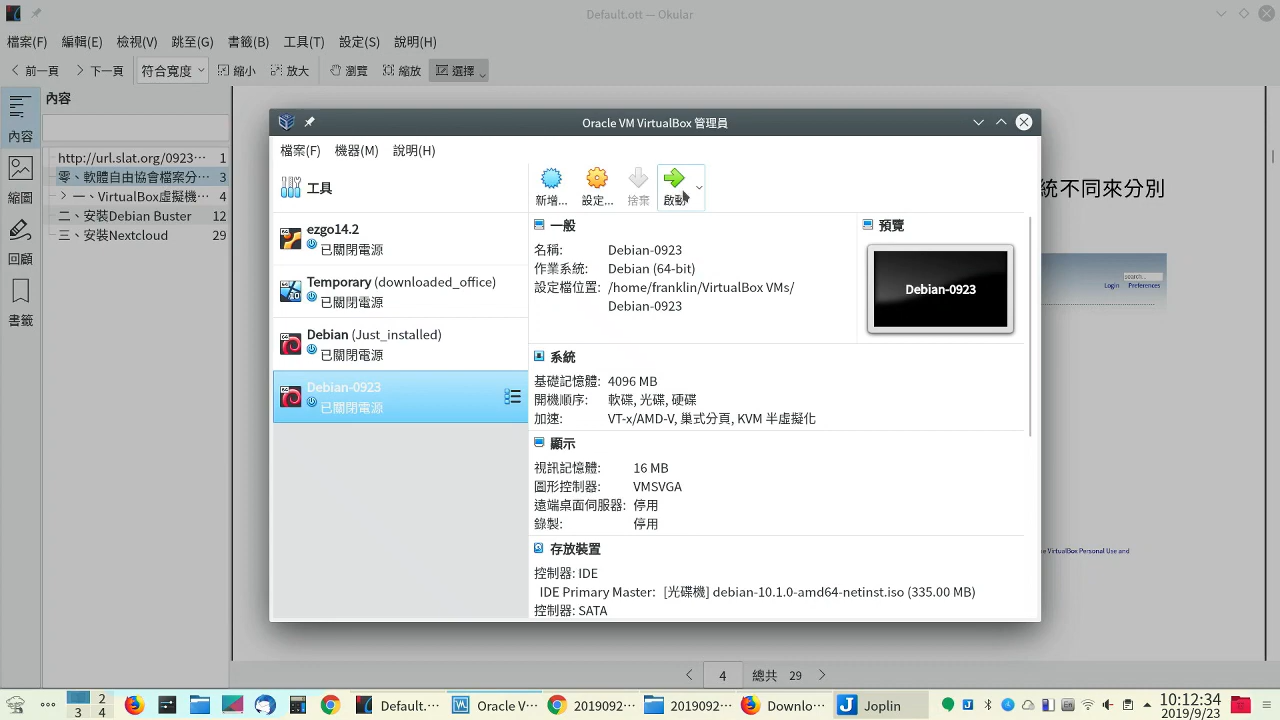 Default.ott — Okular
檔案(F) 編輯(E) 檢視(V) 跳至(G) 書籤(B) 工具(T) 設定(S) 說明(H)
前一頁 下一頁 符合寬度 縮小 放大 瀏覽 縮放 選擇
內容
內容
縮圖
回顧
書籤
http://url.slat.org/0923⋯ 1
零、軟體自由協會檔案分⋯ 3
一、VirtualBox虛擬機⋯ 4
二、安裝Debian Buster 12
三、安裝Nextcloud 29
統不同來分別
search..
Login Preferences
VirtualBox Personal Use and
Oracle VM VirtualBox 管理員
檔案(F) 機器(M) 說明(H)
工具
新增... 設定... 捨棄 啟動
ezgo14.2
已關閉電源
Temporary (downloaded_office)
已關閉電源
Debian (Just_installed)
已關閉電源
Debian-0923
已關閉電源
一般
名稱: Debian-0923
作業系統: Debian (64-bit)
設定檔位置: /home/franklin/VirtualBox VMs/
Debian-0923
預覽
Debian-0923
系統
基礎記憶體: 4096 MB
開機順序: 軟碟, 光碟, 硬碟
加速: VT-x/AMD-V, 巢式分頁, KVM 半虛擬化
顯示
視訊記憶體: 16 MB
圖形控制器: VMSVGA
遠端桌面伺服器: 停用
錄製: 停用
存放裝置
控制器: IDE
IDE Primary Master: [光碟機] debian-10.1.0-amd64-netinst.iso (335.00 MB)
控制器: SATA
4 總共 29
2
3 4
Default.⋯ Oracle V⋯ 2019092⋯ 2019092⋯ Downlo⋯ Joplin
10:12:34
2019/9/23